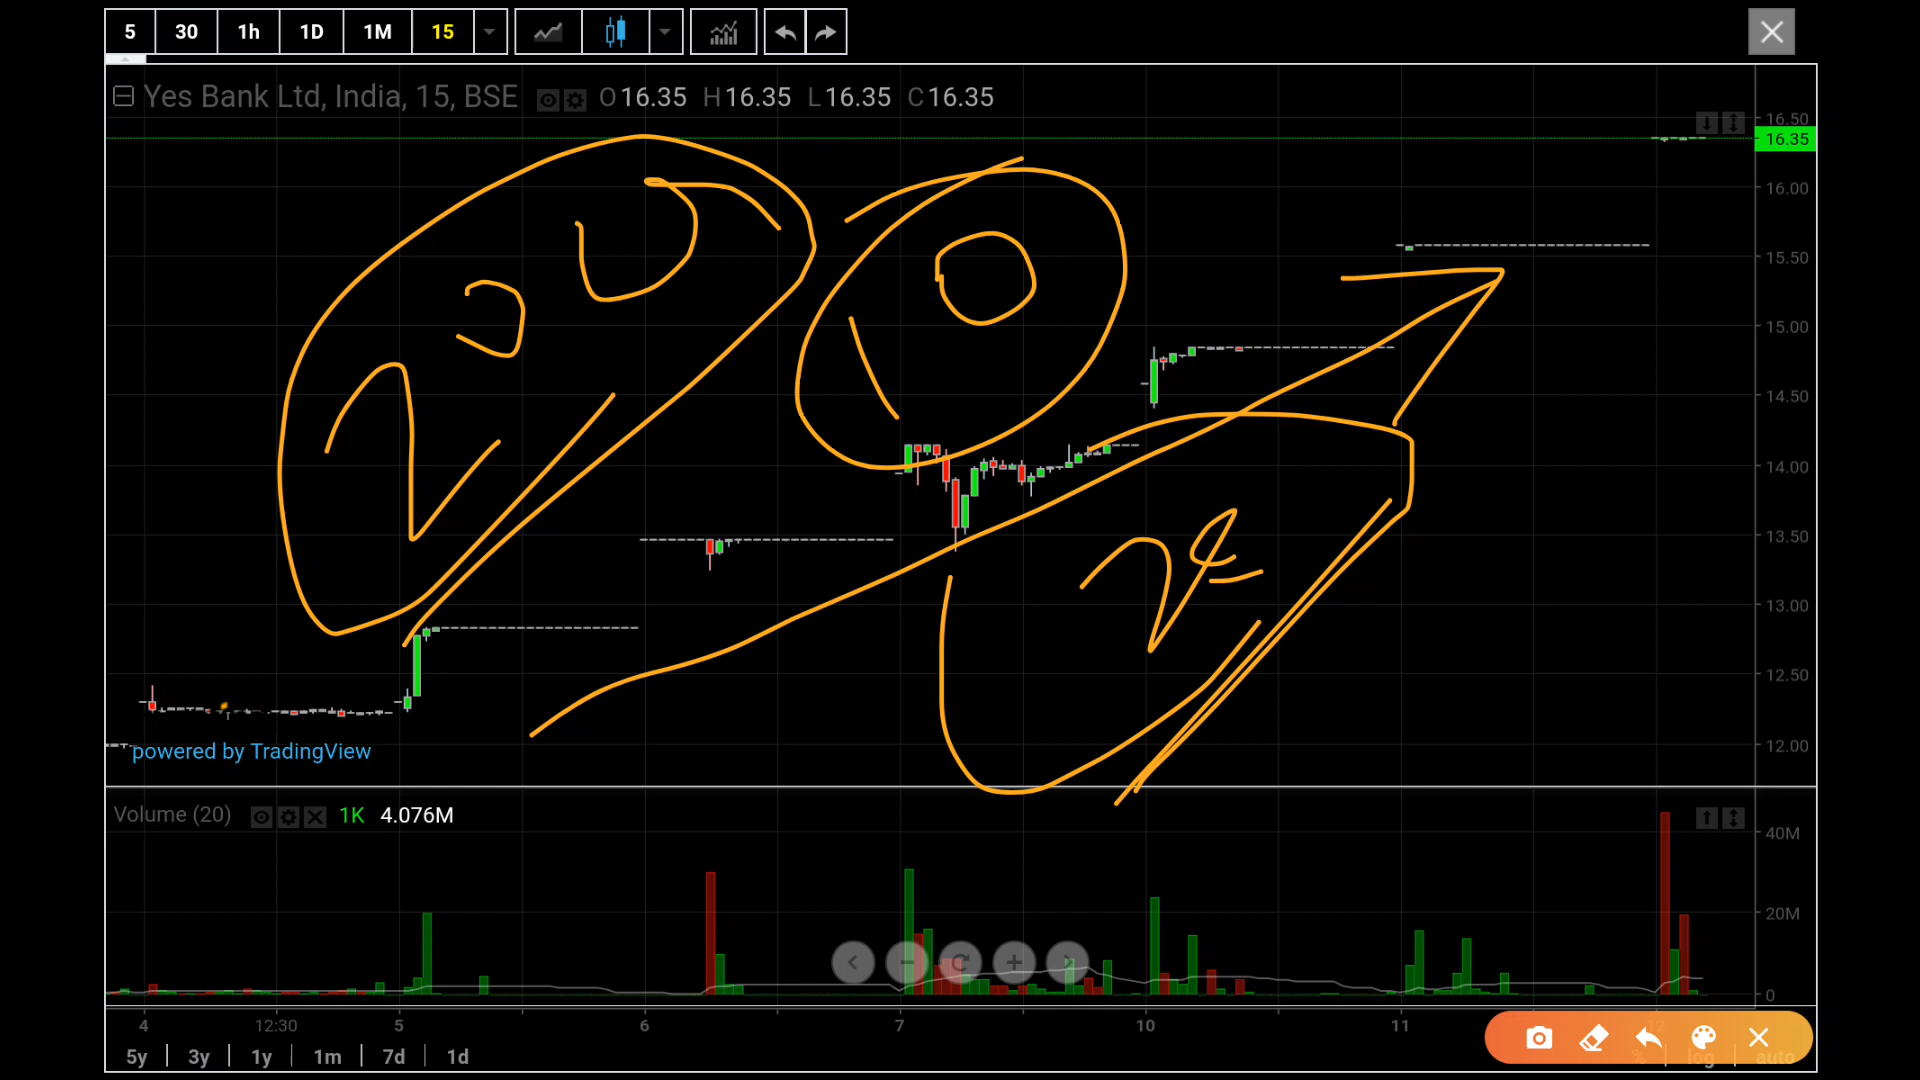 5 30 1h 1D 1M 15
Yes Bank Ltd, India, 15, BSE O16.35 H16.35 L16.35 C16.35
16.50
16.35
16.00
15.50
15.00
14.50
14.00
13.50
13.00
12.50
12.00
powered by TradingView
Volume (20) 1K 4.076M
40M
20M
0
4 12:30 5 6 7 10 11
5y 3y 1y 1m 7d 1d log auto